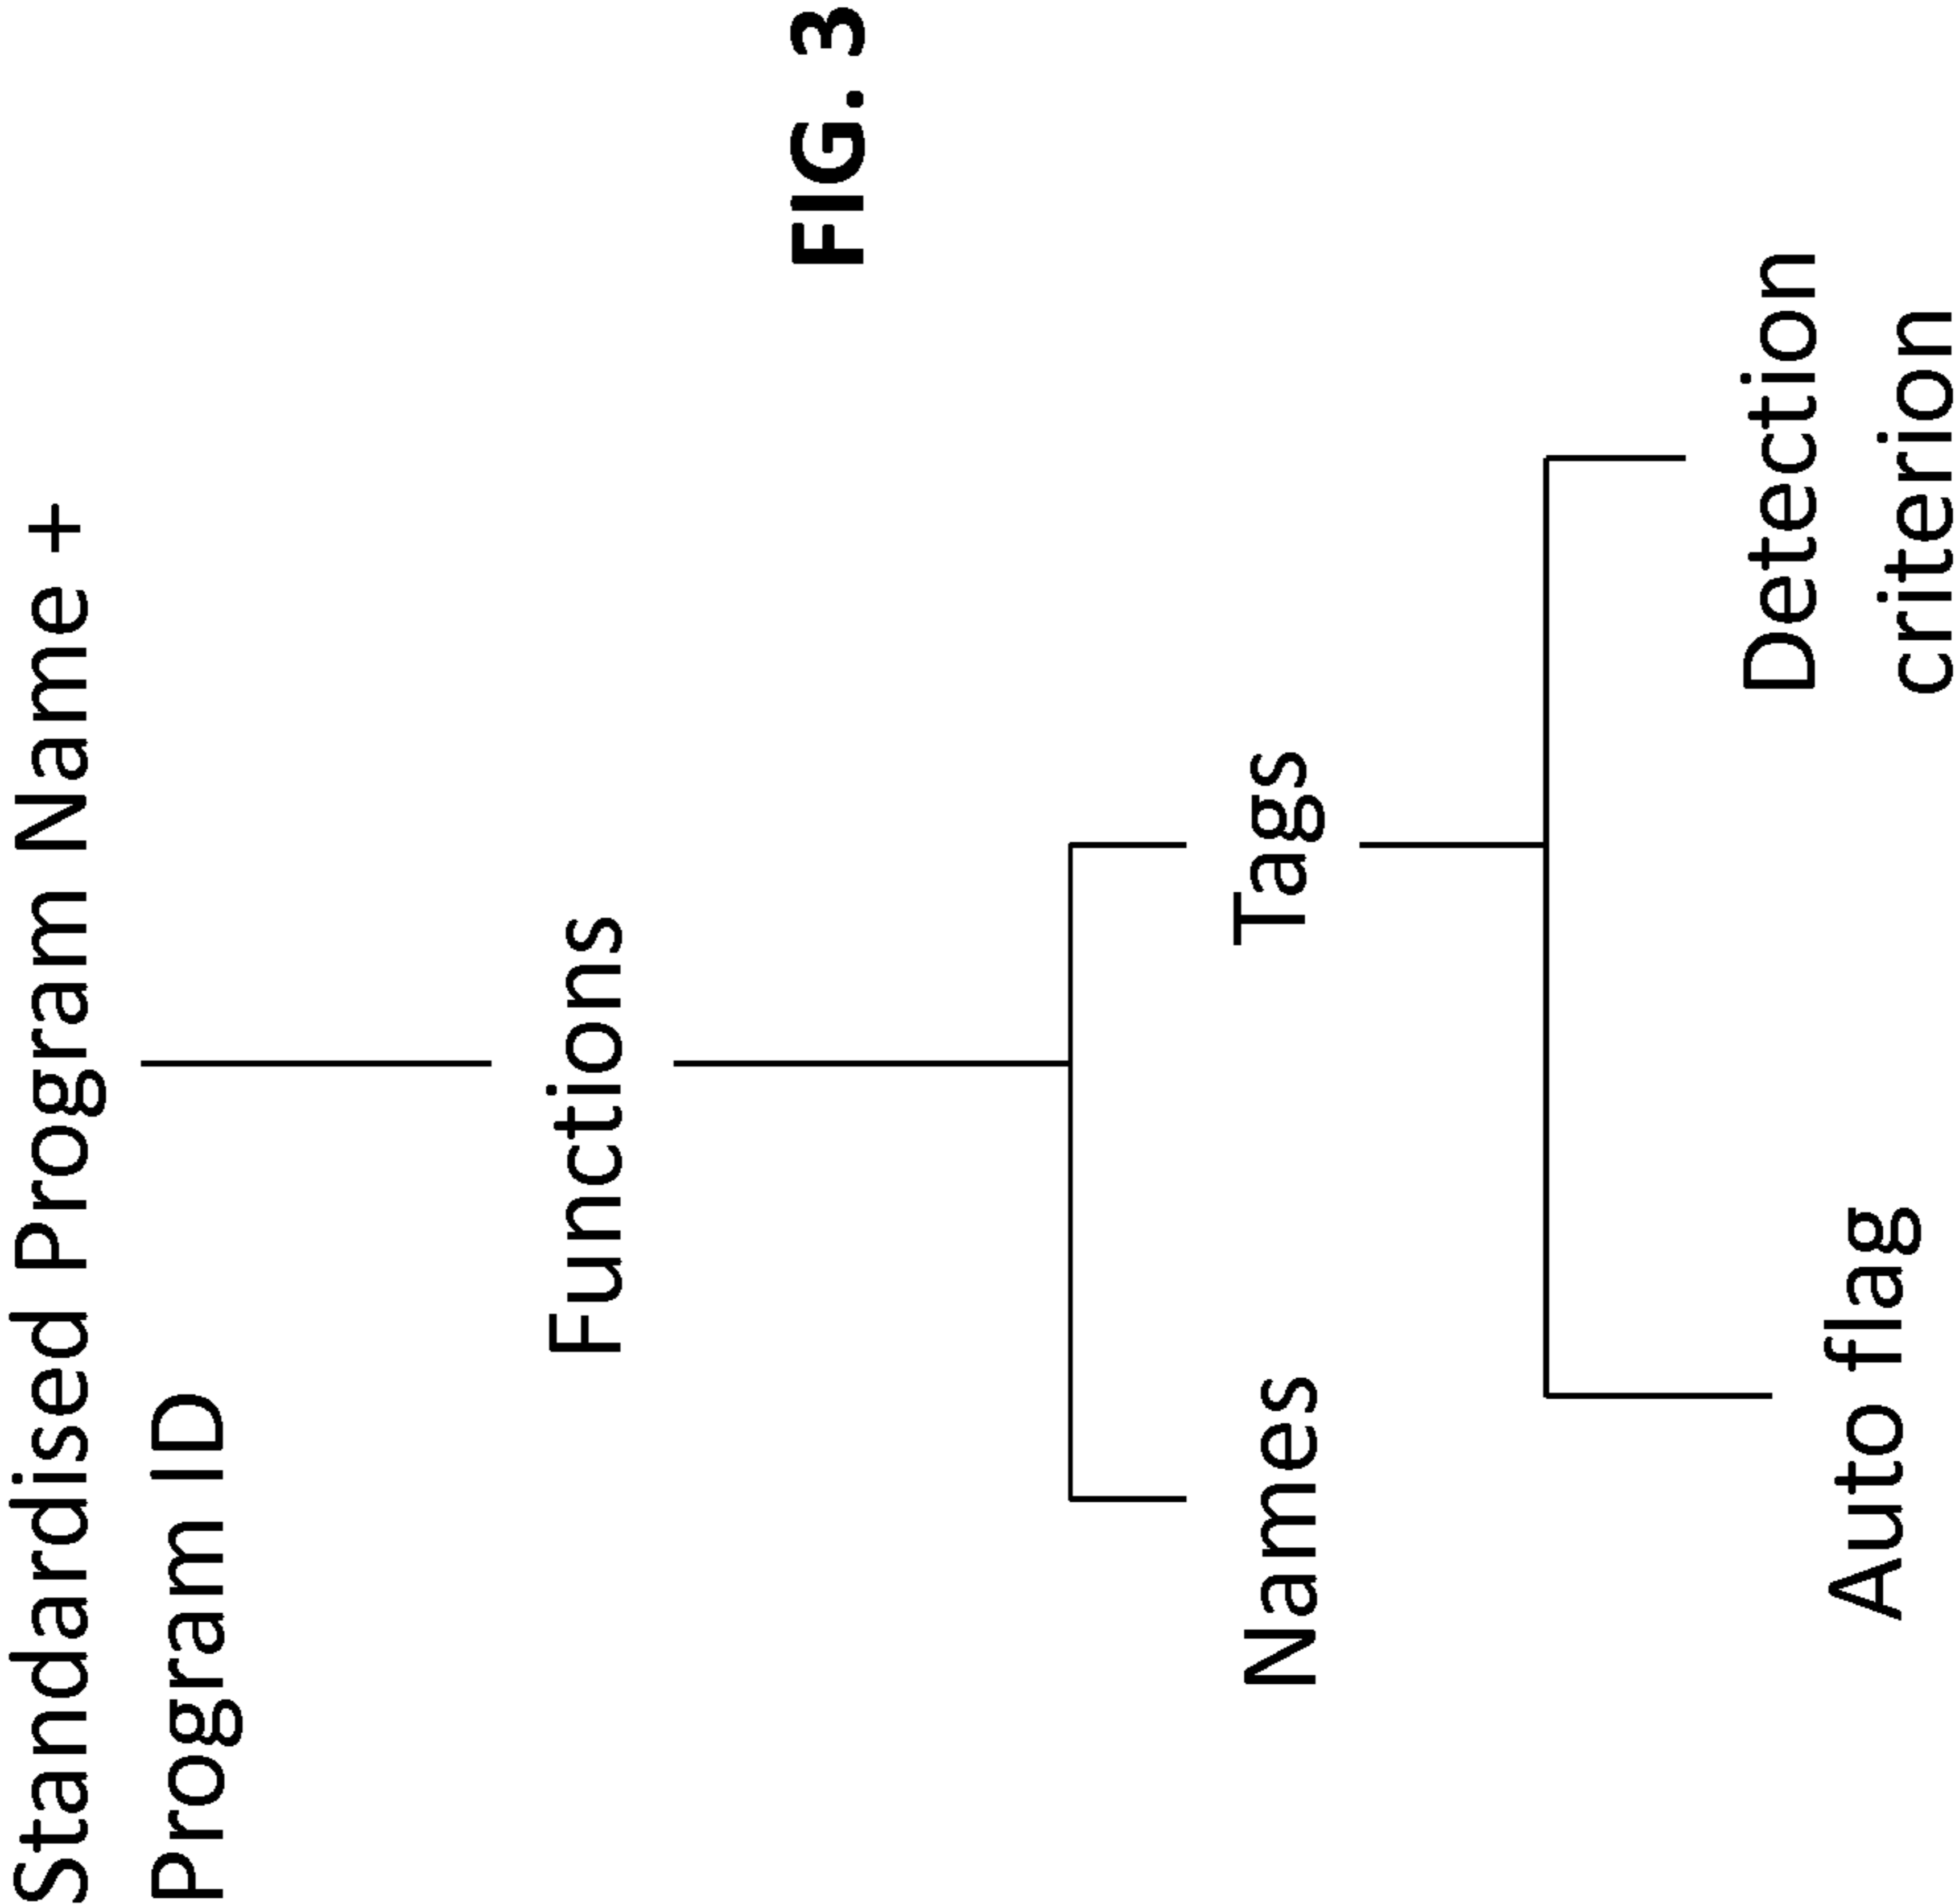 Standardised Program Name +
Program ID
Functions
Names
Tags
Auto flag
Detection
criterion
FIG. 3